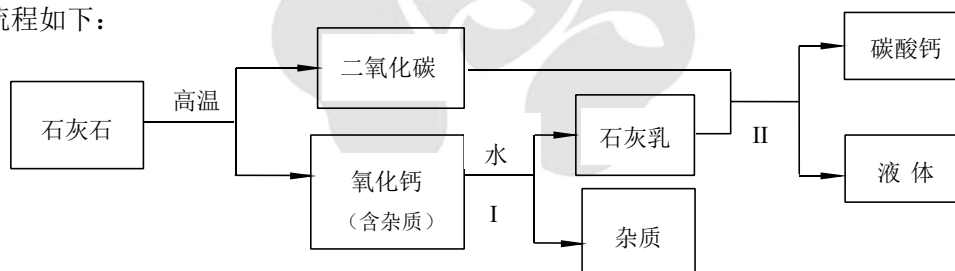 流程如下：
二氧化碳
碳酸钙
高温
石灰石
石灰乳
水
II
氧化钙
（含杂质）
I
液 体
杂质